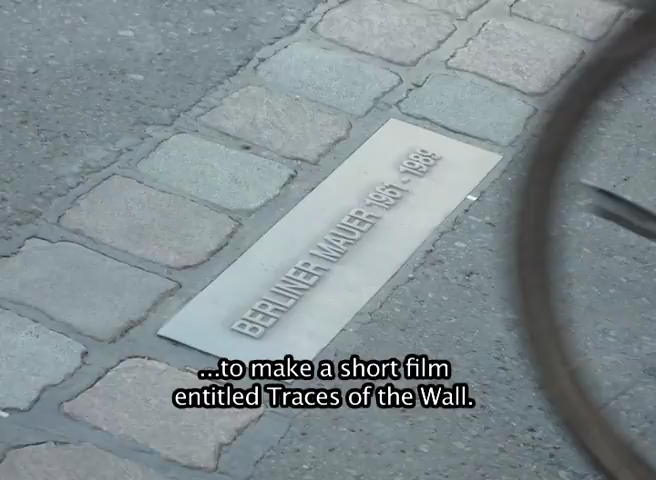 BERLINER MAUER 1961 - 1989
...to make a short film
entitled Traces of the Wall.